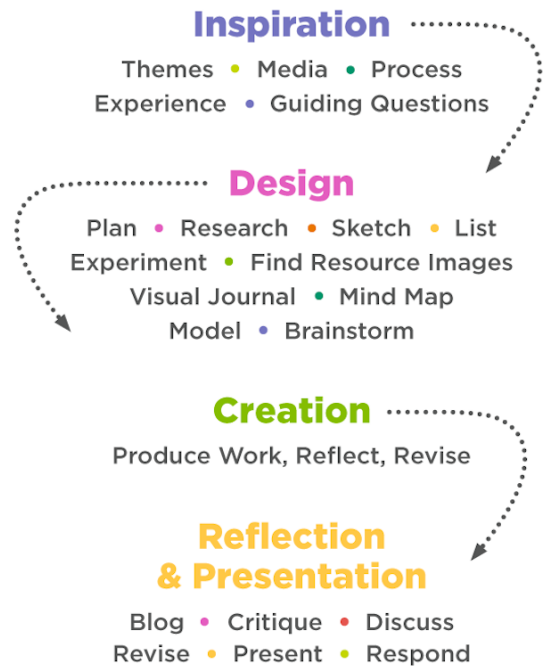 Inspiration
Themes • Media • Process
Experience • Guiding Questions
Design
Plan • Research • Sketch • List
Experiment • Find Resource Images
Visual Journal • Mind Map
Model • Brainstorm
Creation
Produce Work, Reflect, Revise
Reflection
& Presentation
Blog • Critique • Discuss
Revise • Present • Respond